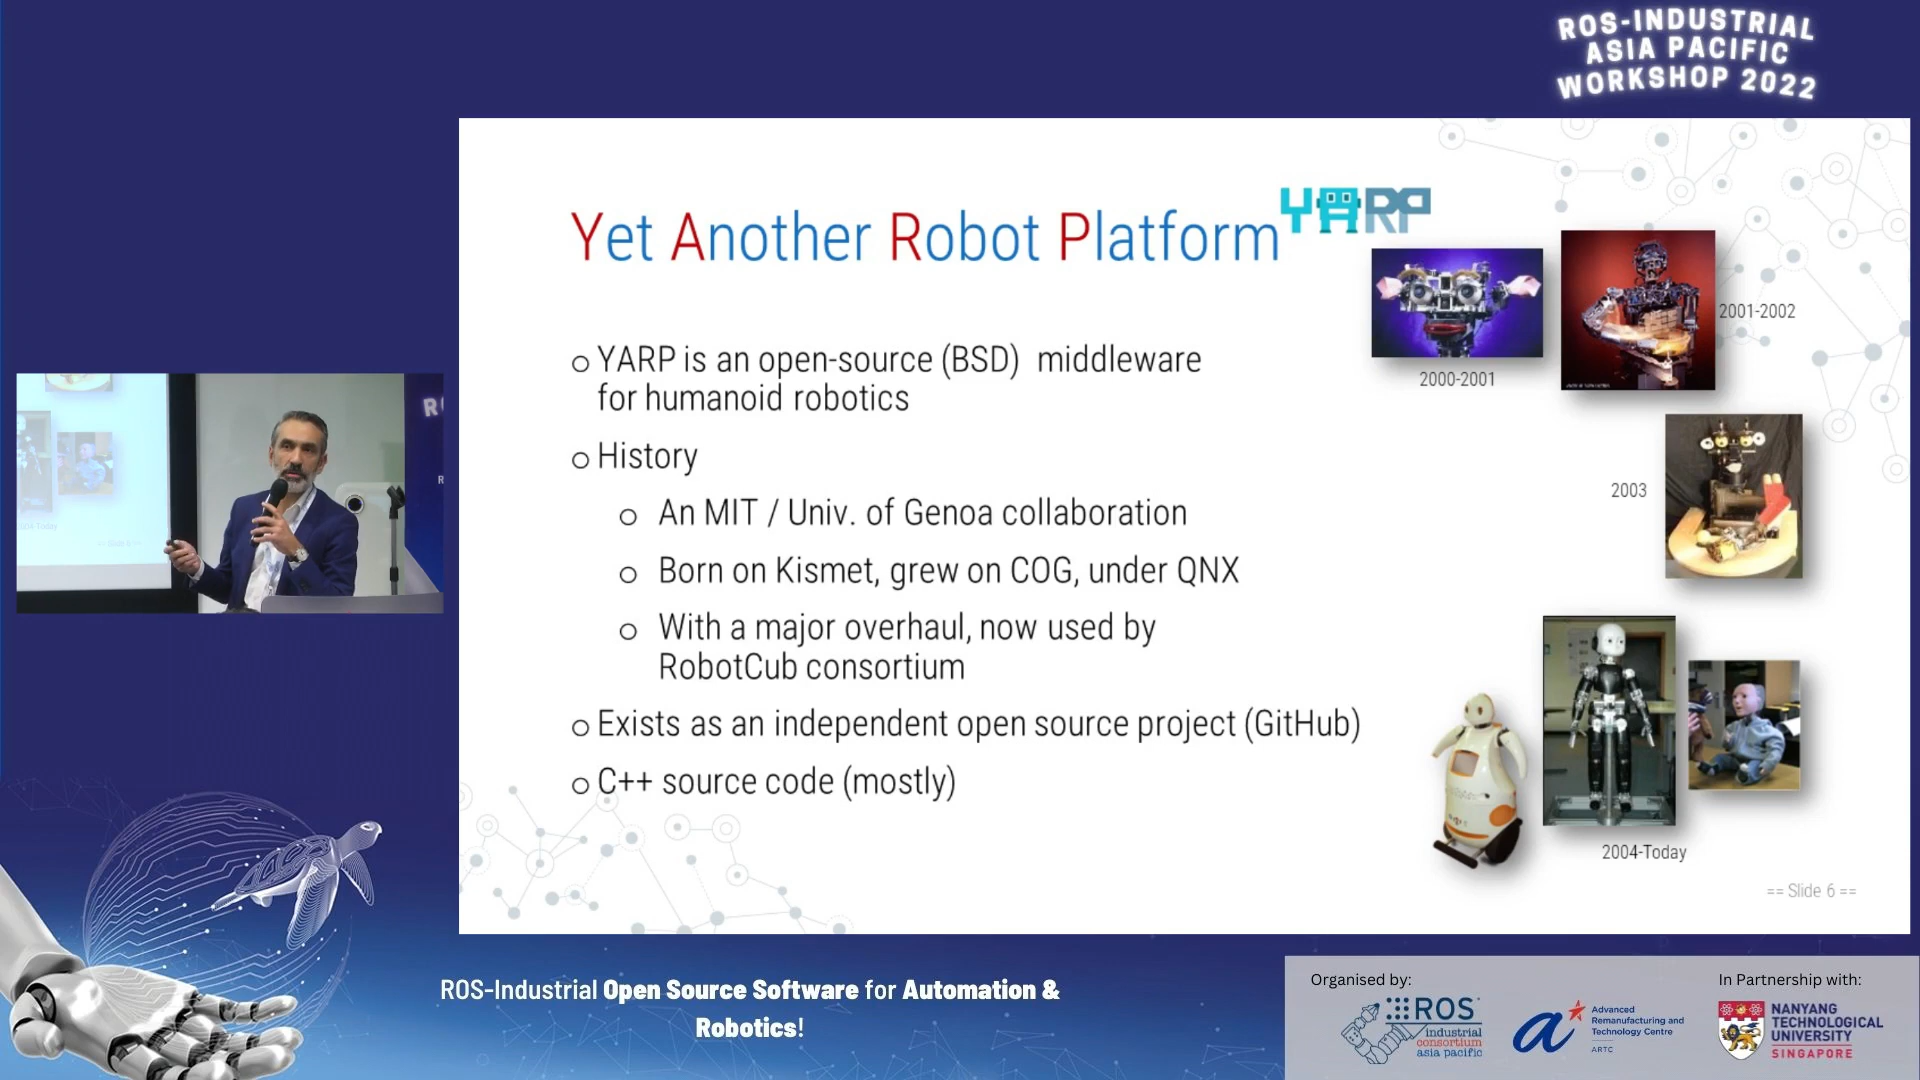 ROS-INDUSTRIAL
ASIA PACIFIC
WORKSHOP 2022
Yet Another Robot Platform
YARP
2000-2001
2001-2002
2003
2004-Today
YARP is an open-source (BSD) middleware
for humanoid robotics
History
An MIT / Univ. of Genoa collaboration
Born on Kismet, grew on COG, under QNX
With a major overhaul, now used by
RobotCub consortium
Exists as an independent open source project (GitHub)
C++ source code (mostly)
== Slide 6 ==
ROS-Industrial Open Source Software for Automation &
Robotics!
Organised by:
ROS
industrial
consortium
asia pacific
Advanced
Remanufacturing and
Technology Centre
ARTC
In Partnership with:
NANYANG
TECHNOLOGICAL
UNIVERSITY
SINGAPORE